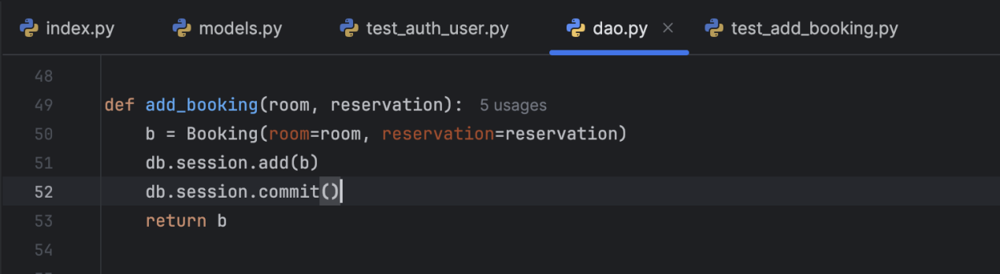 index.py models.py test_auth_user.py dao.py × test_add_booking.py
48
49 def add_booking(room, reservation): 5 usages
50 b = Booking(room=room, reservation=reservation)
51 db.session.add(b)
52 db.session.commit()
53 return b
54